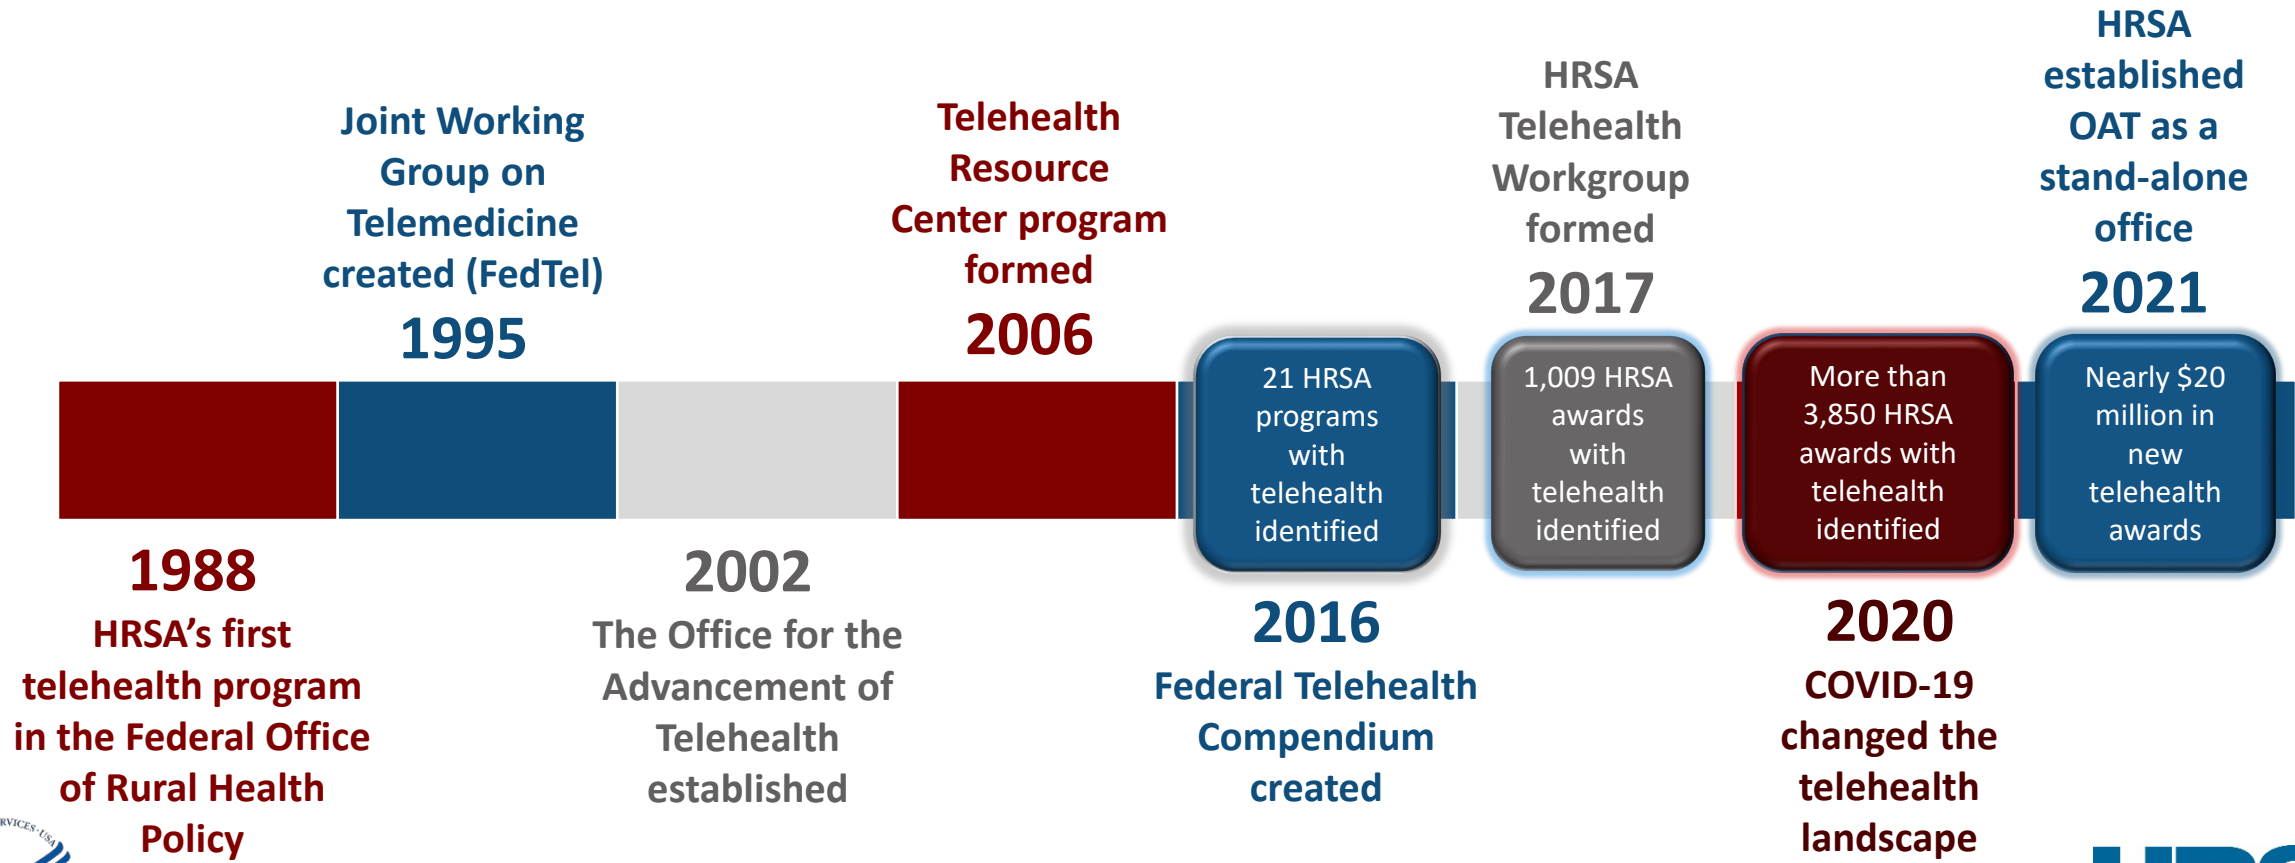 Joint Working
Group on
Telemedicine
created (FedTel)
1995
Telehealth
Resource
Center program
formed
2006
HRSA
Telehealth
Workgroup
formed
2017
HRSA
established
OAT as a
stand-alone
office
2021
21 HRSA
programs
with
telehealth
identified
1,009 HRSA
awards
with
telehealth
identified
More than
3,850 HRSA
awards with
telehealth
identified
Nearly $20
million in
new
telehealth
awards
1988
HRSA’s first
telehealth program
in the Federal Office
of Rural Health
Policy
2002
The Office for the
Advancement of
Telehealth
established
2016
Federal Telehealth
Compendium
created
2020
COVID-19
changed the
telehealth
landscape